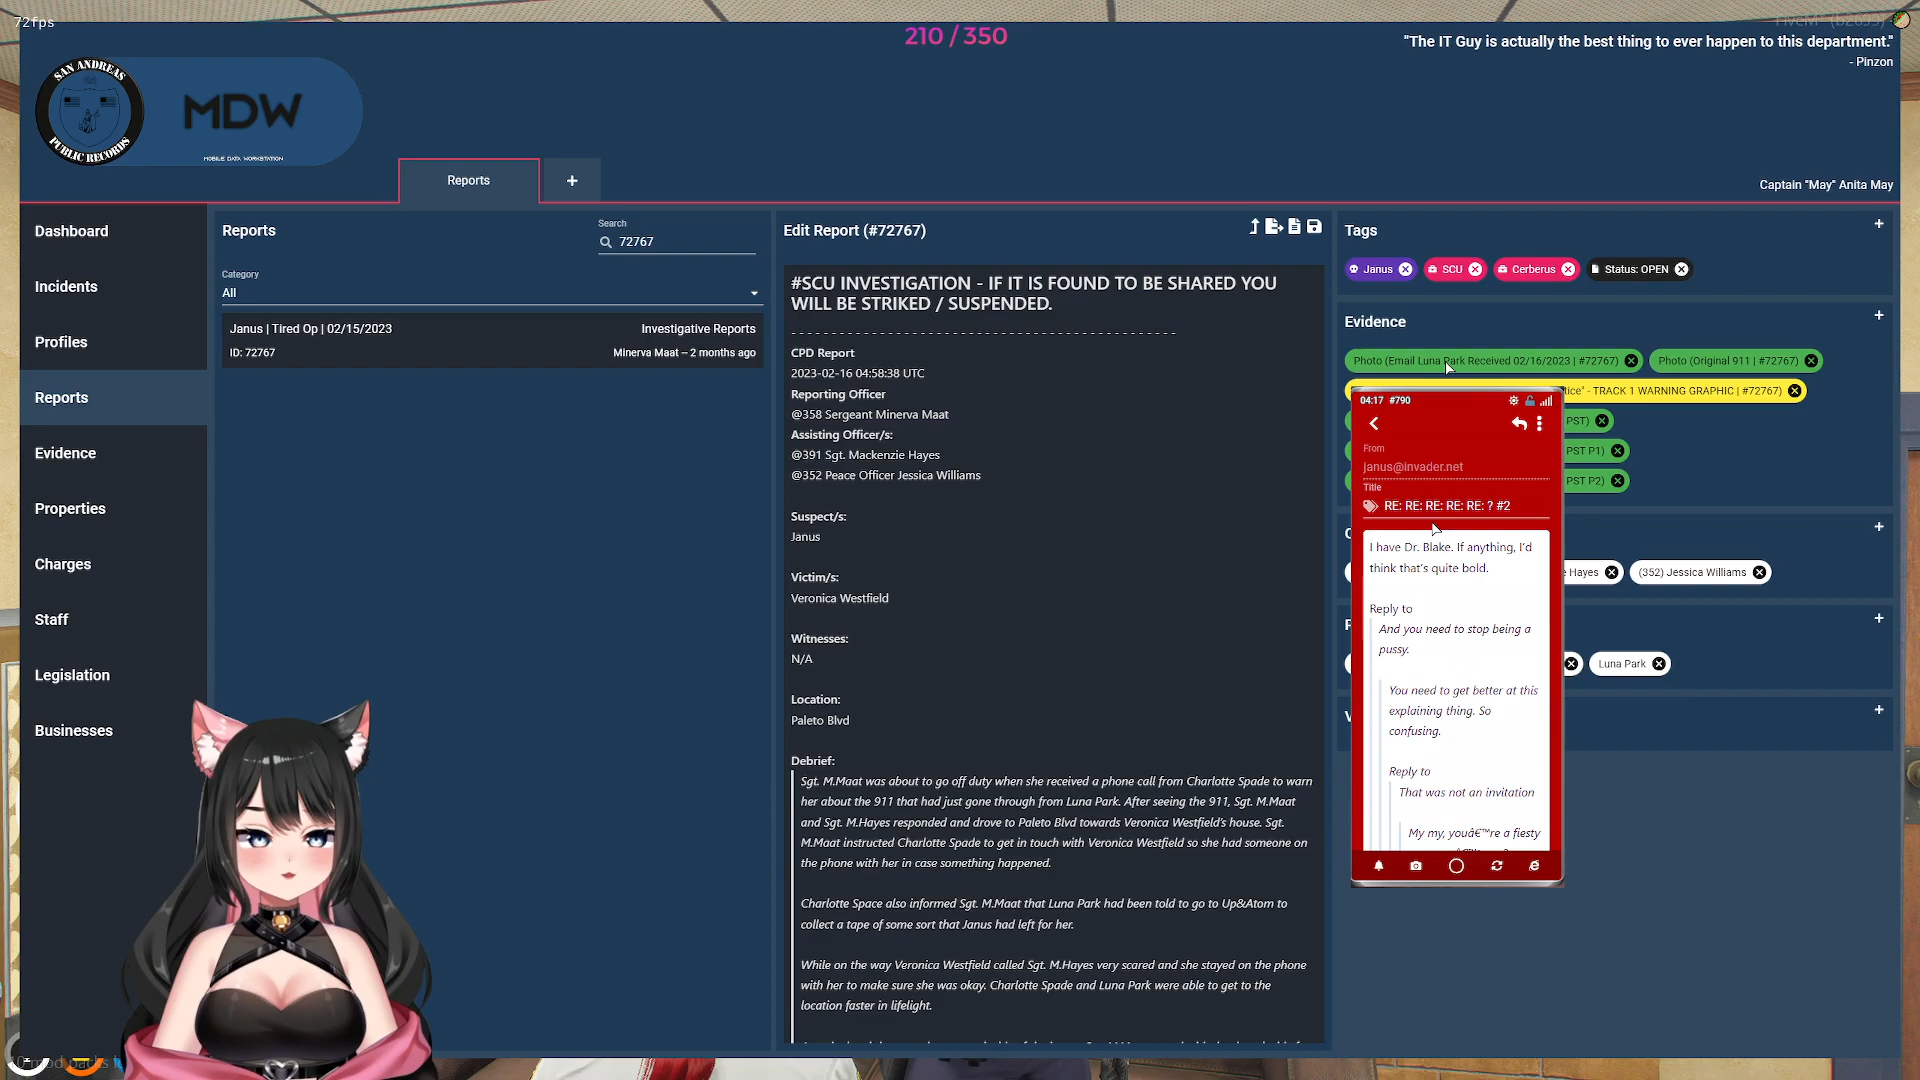 72fps
210 / 350
FiveM
"The IT Guy is actually the best thing to ever happen to this department."
- Pinzon
SAN ANDREAS
PUBLIC RECORDS
MDW
MOBILE DATA WORKSTATION
Reports
+
Captain "May" Anita May
Dashboard
Incidents
Profiles
Reports
Evidence
Properties
Charges
Staff
Legislation
Businesses
Reports
Search
72767
Category
All
Janus | Tired Op | 02/15/2023
Investigative Reports
ID: 72767
Minerva Maat – 2 months ago
Edit Report (#72767)
#SCU INVESTIGATION - IF IT IS FOUND TO BE SHARED YOU
WILL BE STRIKED / SUSPENDED.
CPD Report
2023-02-16 04:58:38 UTC
Reporting Officer
@358 Sergeant Minerva Maat
Assisting Officer/s:
@391 Sgt. Mackenzie Hayes
@352 Peace Officer Jessica Williams
Suspect/s:
Janus
Victim/s:
Veronica Westfield
Witnesses:
N/A
Location:
Paleto Blvd
Debrief:
Sgt. M.Maat was about to go off duty when she received a phone call from Charlotte Spade to warn
her about the 911 that had just gone through from Luna Park. After seeing the 911, Sgt. M.Maat
and Sgt. M.Hayes responded and drove to Paleto Blvd towards Veronica Westfield's house. Sgt.
M.Maat instructed Charlotte Spade to get in touch with Veronica Westfield so she had someone on
the phone with her in case something happened.
Charlotte Space also informed Sgt. M.Maat that Luna Park had been told to go to Up&Atom to
collect a tape of some sort that Janus had left for her.
While on the way Veronica Westfield called Sgt. M.Hayes very scared and she stayed on the phone
with her to make sure she was okay. Charlotte Spade and Luna Park were able to get to the
location faster in lifelight.
Tags
+
Janus
SCU
Cerberus
Status: OPEN
Evidence
+
Photo (Email Luna Park Received 02/16/2023 | #72767)
Photo (Original 911 | #72767)
tice" - TRACK 1 WARNING GRAPHIC | #72767)
PST)
PST P1)
PST P2)
+
e Hayes
(352) Jessica Williams
+
Luna Park
+
04:17 #790
From
janus@invader.net
Title
RE: RE: RE: RE: RE: ? #2
I have Dr. Blake. If anything, I'd
think that's quite bold.
Reply to
And you need to stop being a
pussy.
You need to get better at this
explaining thing. So
confusing.
Reply to
That was not an invitation
My my, youâ€™re a fiesty